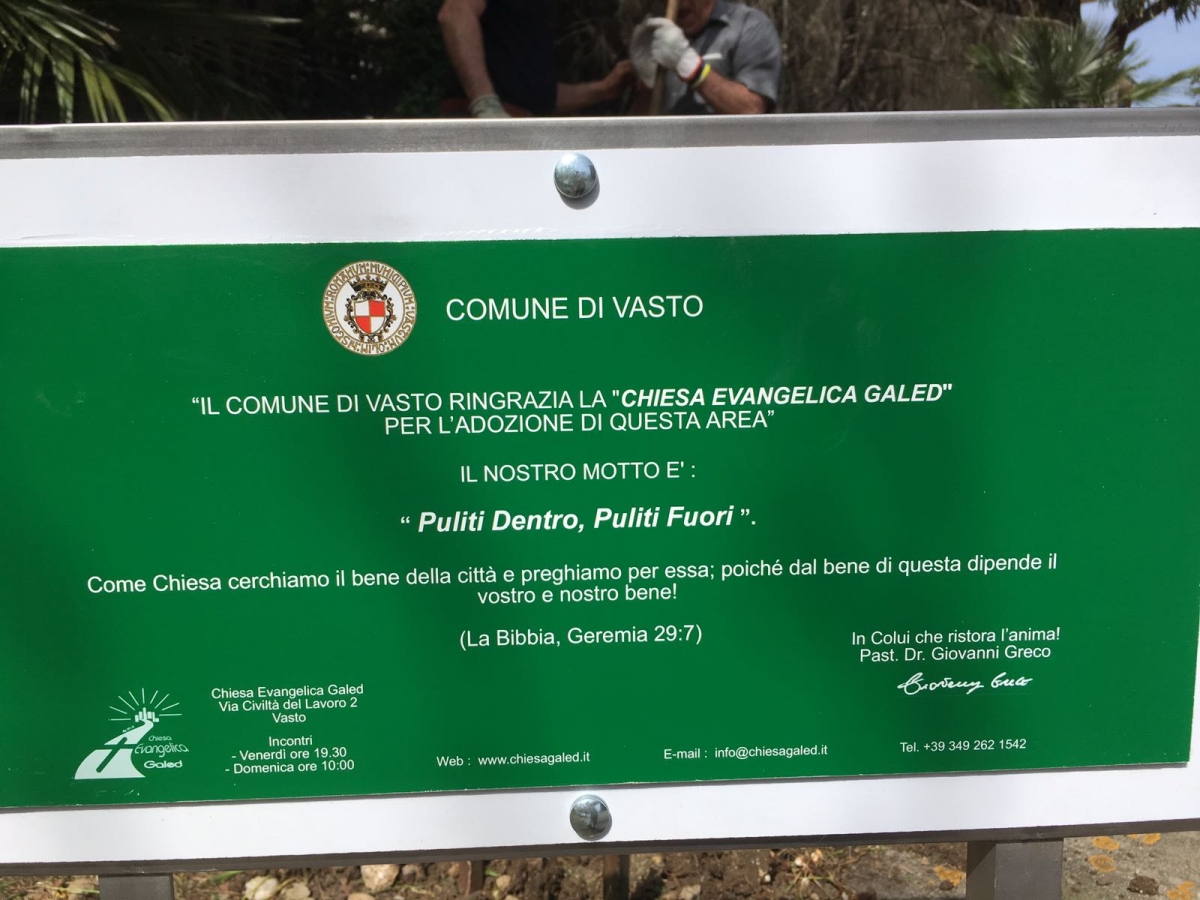 COMUNE DI VASTO
“IL COMUNE DI VASTO RINGRAZIA LA "CHIESA EVANGELICA GALED"
PER L’ADOZIONE DI QUESTA AREA”
IL NOSTRO MOTTO E' :
“ Puliti Dentro, Puliti Fuori ”.
Come Chiesa cerchiamo il bene della città e preghiamo per essa; poiché dal bene di questa dipende il
vostro e nostro bene!
(La Bibbia, Geremia 29:7)
In Colui che ristora l’anima!
Past. Dr. Giovanni Greco
Chiesa
Evangelica
Galed
Chiesa Evangelica Galed
Via Civiltà del Lavoro 2
Vasto
Incontri
- Venerdì ore 19.30
- Domenica ore 10:00
Web : www.chiesagaled.it
E-mail : info@chiesagaled.it
Tel. +39 349 262 1542